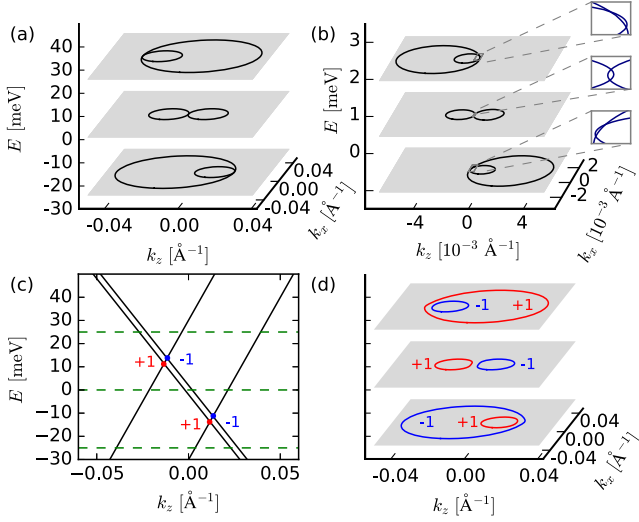 (a)
40
30
20
10
0
-10
-20
-30
E [meV]
-0.04 0.00 0.04
k_z [Å⁻¹]
0.04
0.00
-0.04
k_x [Å⁻¹]
(b)
3
2
1
0
-1
E [meV]
-4 0 4
k_z [10⁻³ Å⁻¹]
2
0
-2
k_x [10⁻³ Å⁻¹]
(c)
40
30
20
10
0
−10
−20
−30
E [meV]
+1 -1
+1 -1
−0.05 0.00 0.05
k_z [Å⁻¹]
(d)
-1 +1
+1 -1
-1 +1
-0.04 0.00 0.04
k_z [Å⁻¹]
0.04
0.00
-0.04
k_x [Å⁻¹]